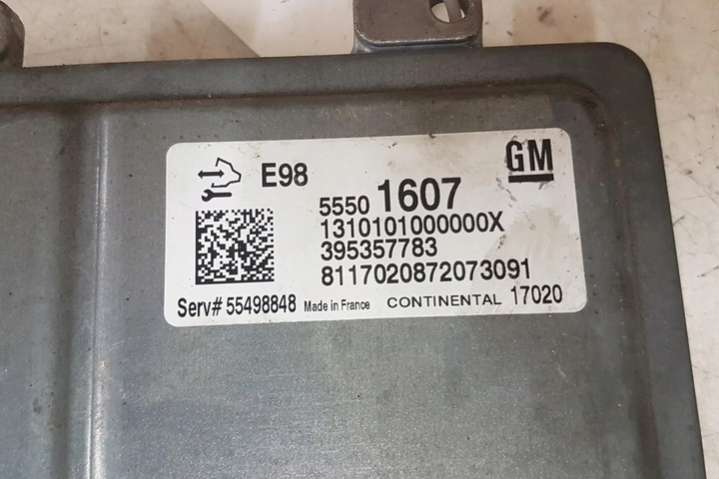 E98
GM
5550 1607
1310101000000X
395357783
8117020872073091
Serv# 55498848 Made in France CONTINENTAL 17020